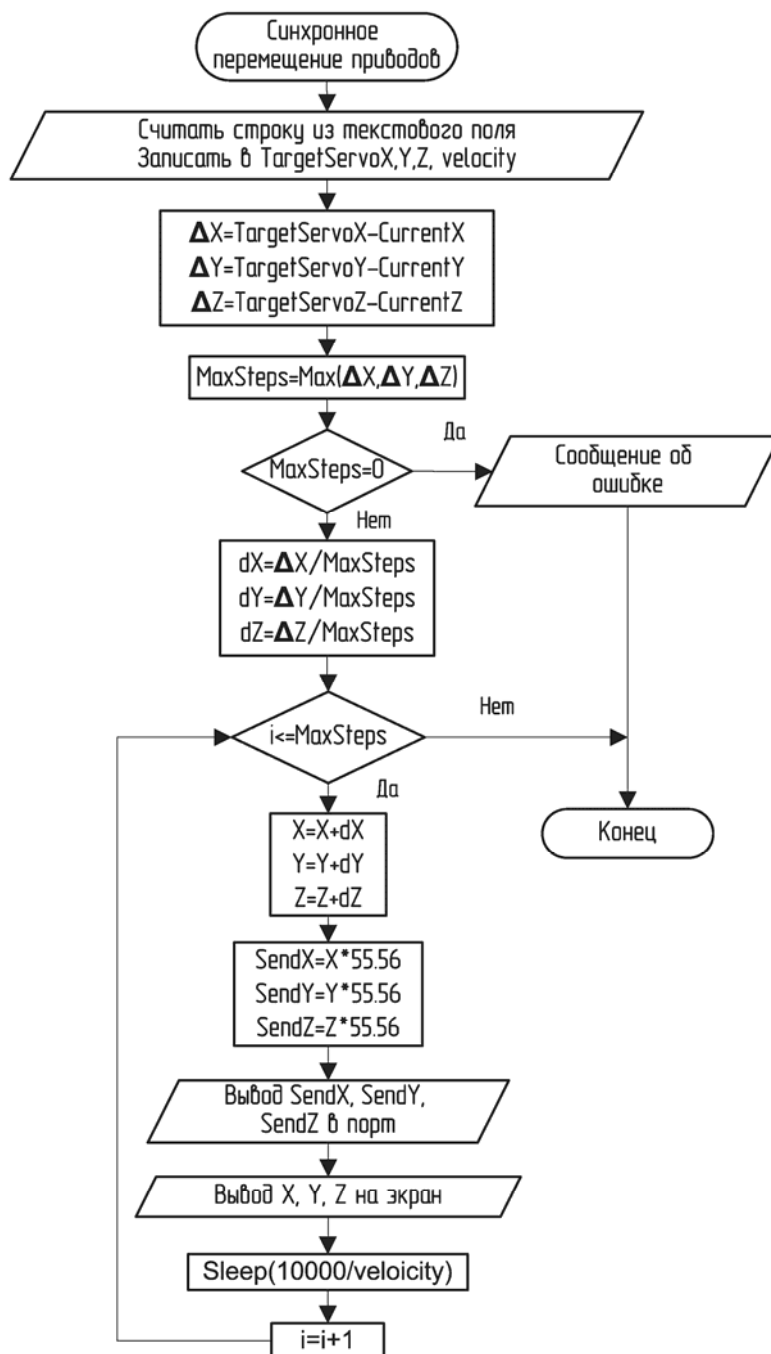 Синхронное
перемещение приводов
Считать строку из текстового поля
Записать в TargetServoX,Y,Z, velocity
ΔX=TargetServoX-CurrentX
ΔY=TargetServoY-CurrentY
ΔZ=TargetServoZ-CurrentZ
MaxSteps=Max(ΔX,ΔY,ΔZ)
Да
MaxSteps=0
Сообщение об
ошибке
Нет
dX=ΔX/MaxSteps
dY=ΔY/MaxSteps
dZ=ΔZ/MaxSteps
Нет
i<=MaxSteps
Да
Конец
X=X+dX
Y=Y+dY
Z=Z+dZ
SendX=X*55.56
SendY=Y*55.56
SendZ=Z*55.56
Вывод SendX, SendY,
SendZ в порт
Вывод X, Y, Z на экран
Sleep(10000/veloicity)
i=i+1